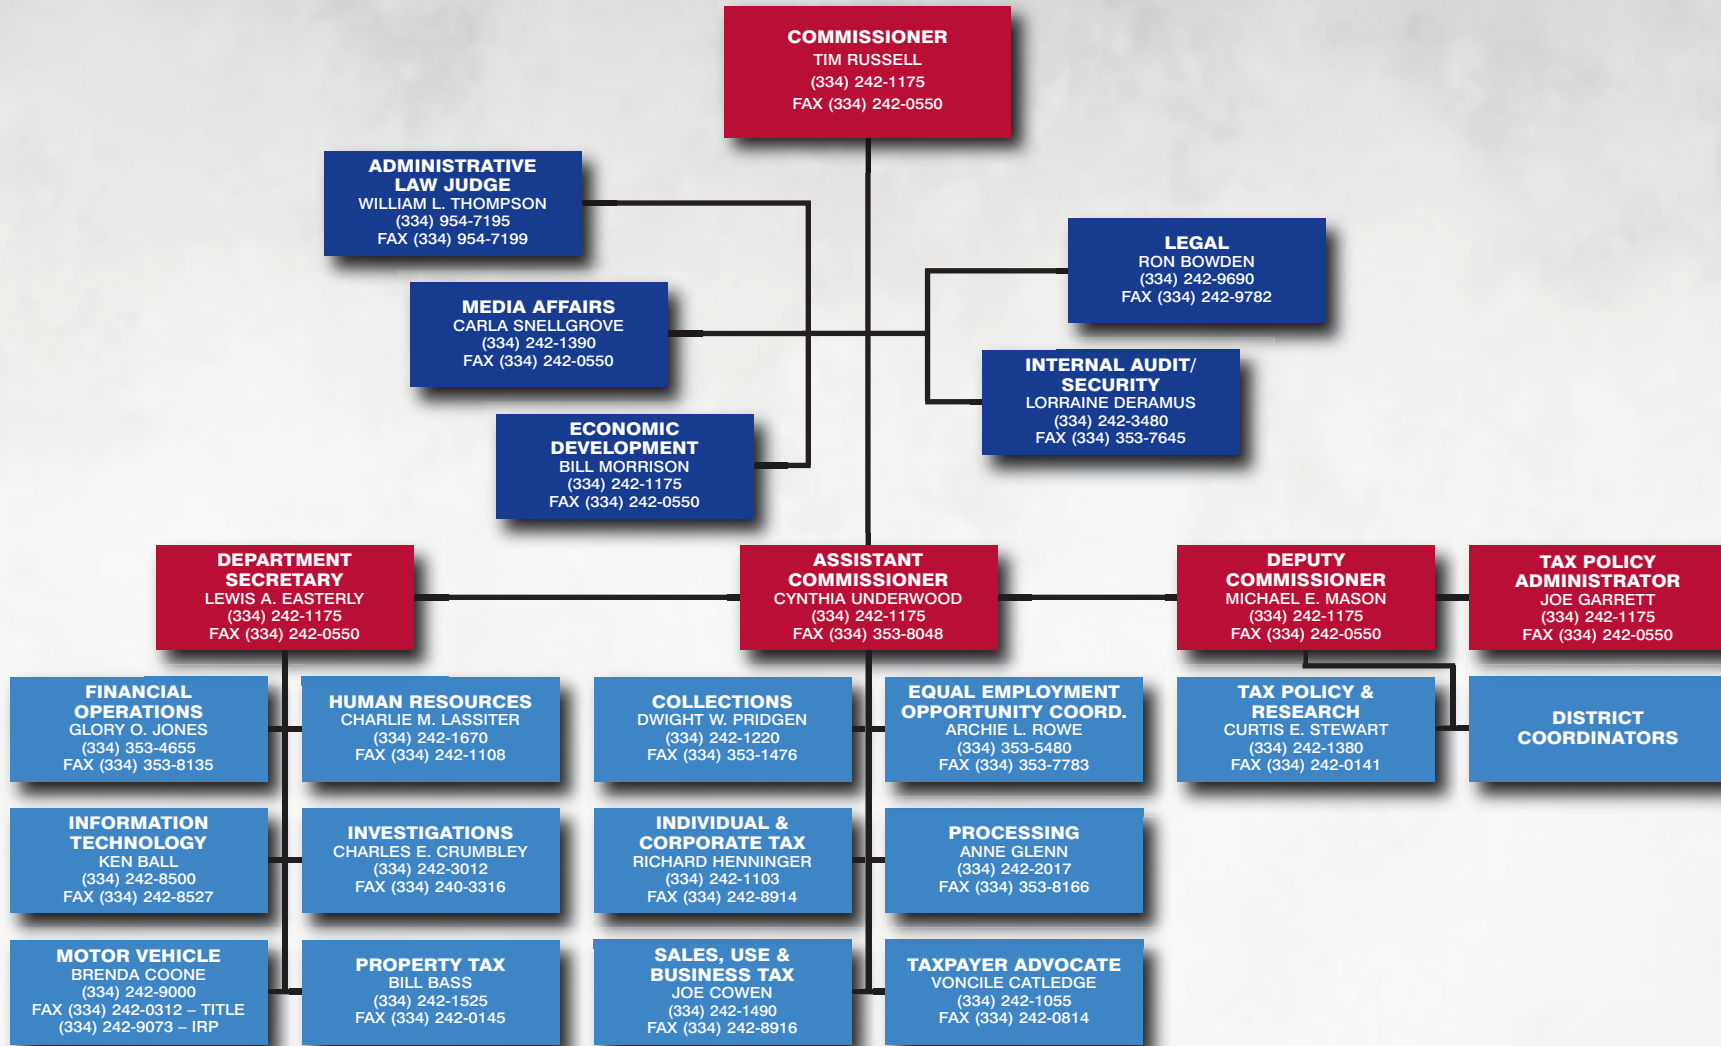 COMMISSIONER
TIM RUSSELL
(334) 242-1175
FAX (334) 242-0550
ADMINISTRATIVE
LAW JUDGE
WILLIAM L. THOMPSON
(334) 954-7195
FAX (334) 954-7199
LEGAL
RON BOWDEN
(334) 242-9690
FAX (334) 242-9782
MEDIA AFFAIRS
CARLA SNELLGROVE
(334) 242-1390
FAX (334) 242-0550
INTERNAL AUDIT/
SECURITY
LORRAINE DERAMUS
(334) 242-3480
FAX (334) 353-7645
ECONOMIC
DEVELOPMENT
BILL MORRISON
(334) 242-1175
FAX (334) 242-0550
DEPARTMENT
SECRETARY
LEWIS A. EASTERLY
(334) 242-1175
FAX (334) 242-0550
ASSISTANT
COMMISSIONER
CYNTHIA UNDERWOOD
(334) 242-1175
FAX (334) 353-8048
DEPUTY
COMMISSIONER
MICHAEL E. MASON
(334) 242-1175
FAX (334) 242-0550
TAX POLICY
ADMINISTRATOR
JOE GARRETT
(334) 242-1175
FAX (334) 242-0550
FINANCIAL
OPERATIONS
GLORY O. JONES
(334) 353-4655
FAX (334) 353-8135
HUMAN RESOURCES
CHARLIE M. LASSITER
(334) 242-1670
FAX (334) 242-1108
COLLECTIONS
DWIGHT W. PRIDGEN
(334) 242-1220
FAX (334) 353-1476
EQUAL EMPLOYMENT
OPPORTUNITY COORD.
ARCHIE L. ROWE
(334) 353-5480
FAX (334) 353-7783
TAX POLICY &
RESEARCH
CURTIS E. STEWART
(334) 242-1380
FAX (334) 242-0141
DISTRICT
COORDINATORS
INFORMATION
TECHNOLOGY
KEN BALL
(334) 242-8500
FAX (334) 242-8527
INVESTIGATIONS
CHARLES E. CRUMBLEY
(334) 242-3012
FAX (334) 240-3316
INDIVIDUAL &
CORPORATE TAX
RICHARD HENNINGER
(334) 242-1103
FAX (334) 242-8914
PROCESSING
ANNE GLENN
(334) 242-2017
FAX (334) 353-8166
MOTOR VEHICLE
BRENDA COONE
(334) 242-9000
FAX (334) 242-0312 – TITLE
(334) 242-9073 – IRP
PROPERTY TAX
BILL BASS
(334) 242-1525
FAX (334) 242-0145
SALES, USE &
BUSINESS TAX
JOE COWEN
(334) 242-1490
FAX (334) 242-8916
TAXPAYER ADVOCATE
VONCILE CATLEDGE
(334) 242-1055
FAX (334) 242-0814